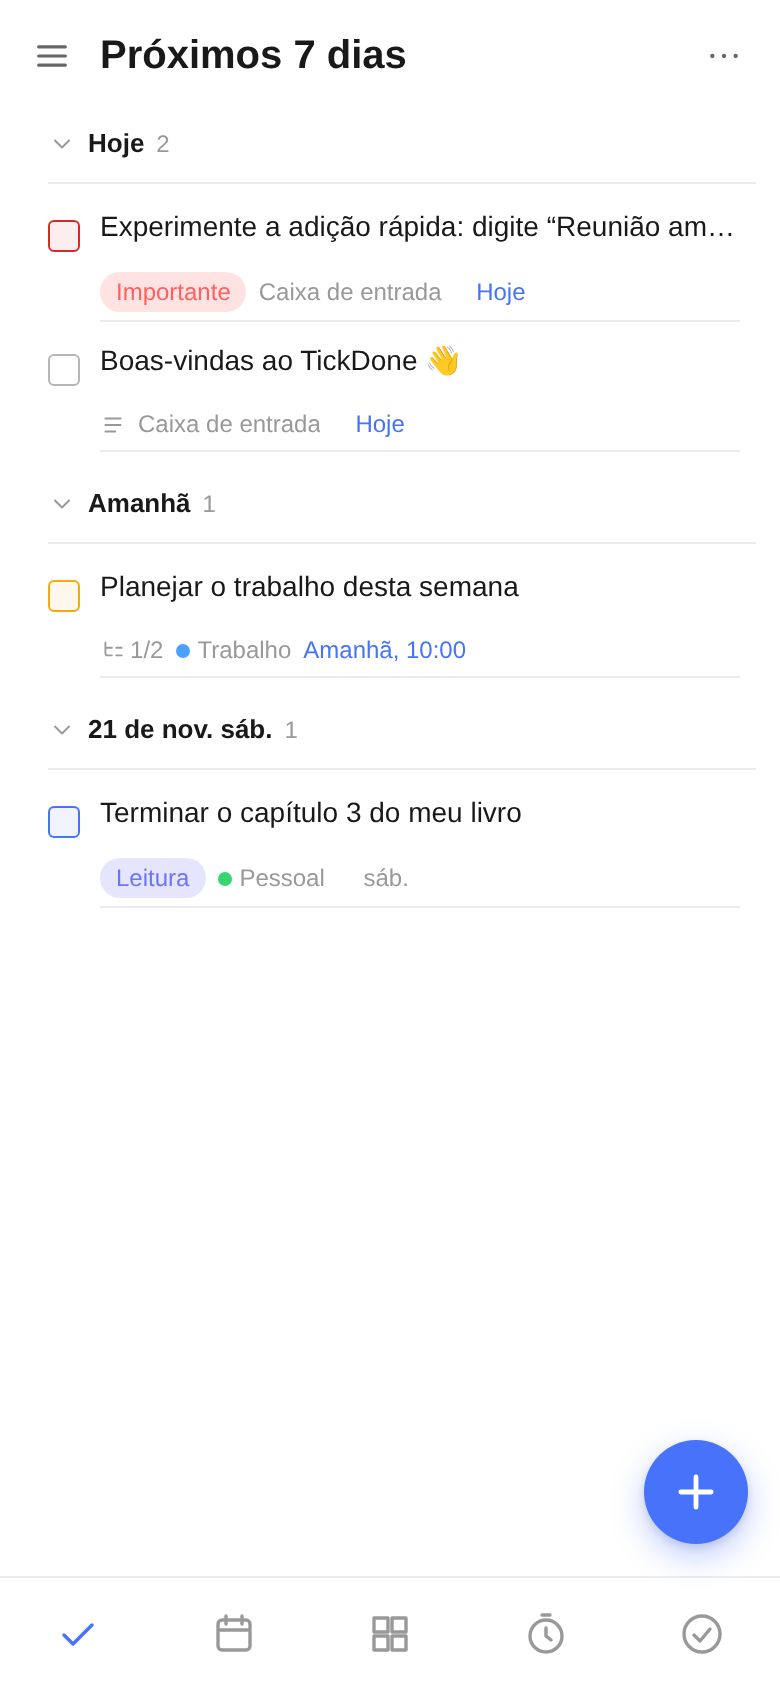 Próximos 7 dias
Hoje 2
Experimente a adição rápida: digite “Reunião am…
Importante Caixa de entrada Hoje
Boas-vindas ao TickDone 👋
Caixa de entrada Hoje
Amanhã 1
Planejar o trabalho desta semana
1/2 Trabalho Amanhã, 10:00
21 de nov. sáb. 1
Terminar o capítulo 3 do meu livro
Leitura Pessoal sáb.